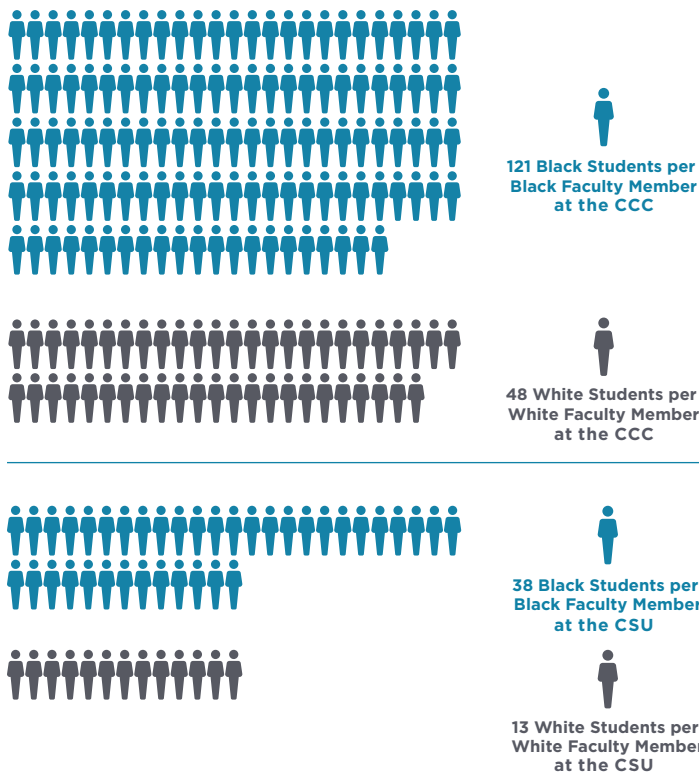 121 Black Students per
Black Faculty Member
at the CCC
48 White Students per
White Faculty Member
at the CCC
38 Black Students per
Black Faculty Member
at the CSU
13 White Students per
White Faculty Member
at the CSU